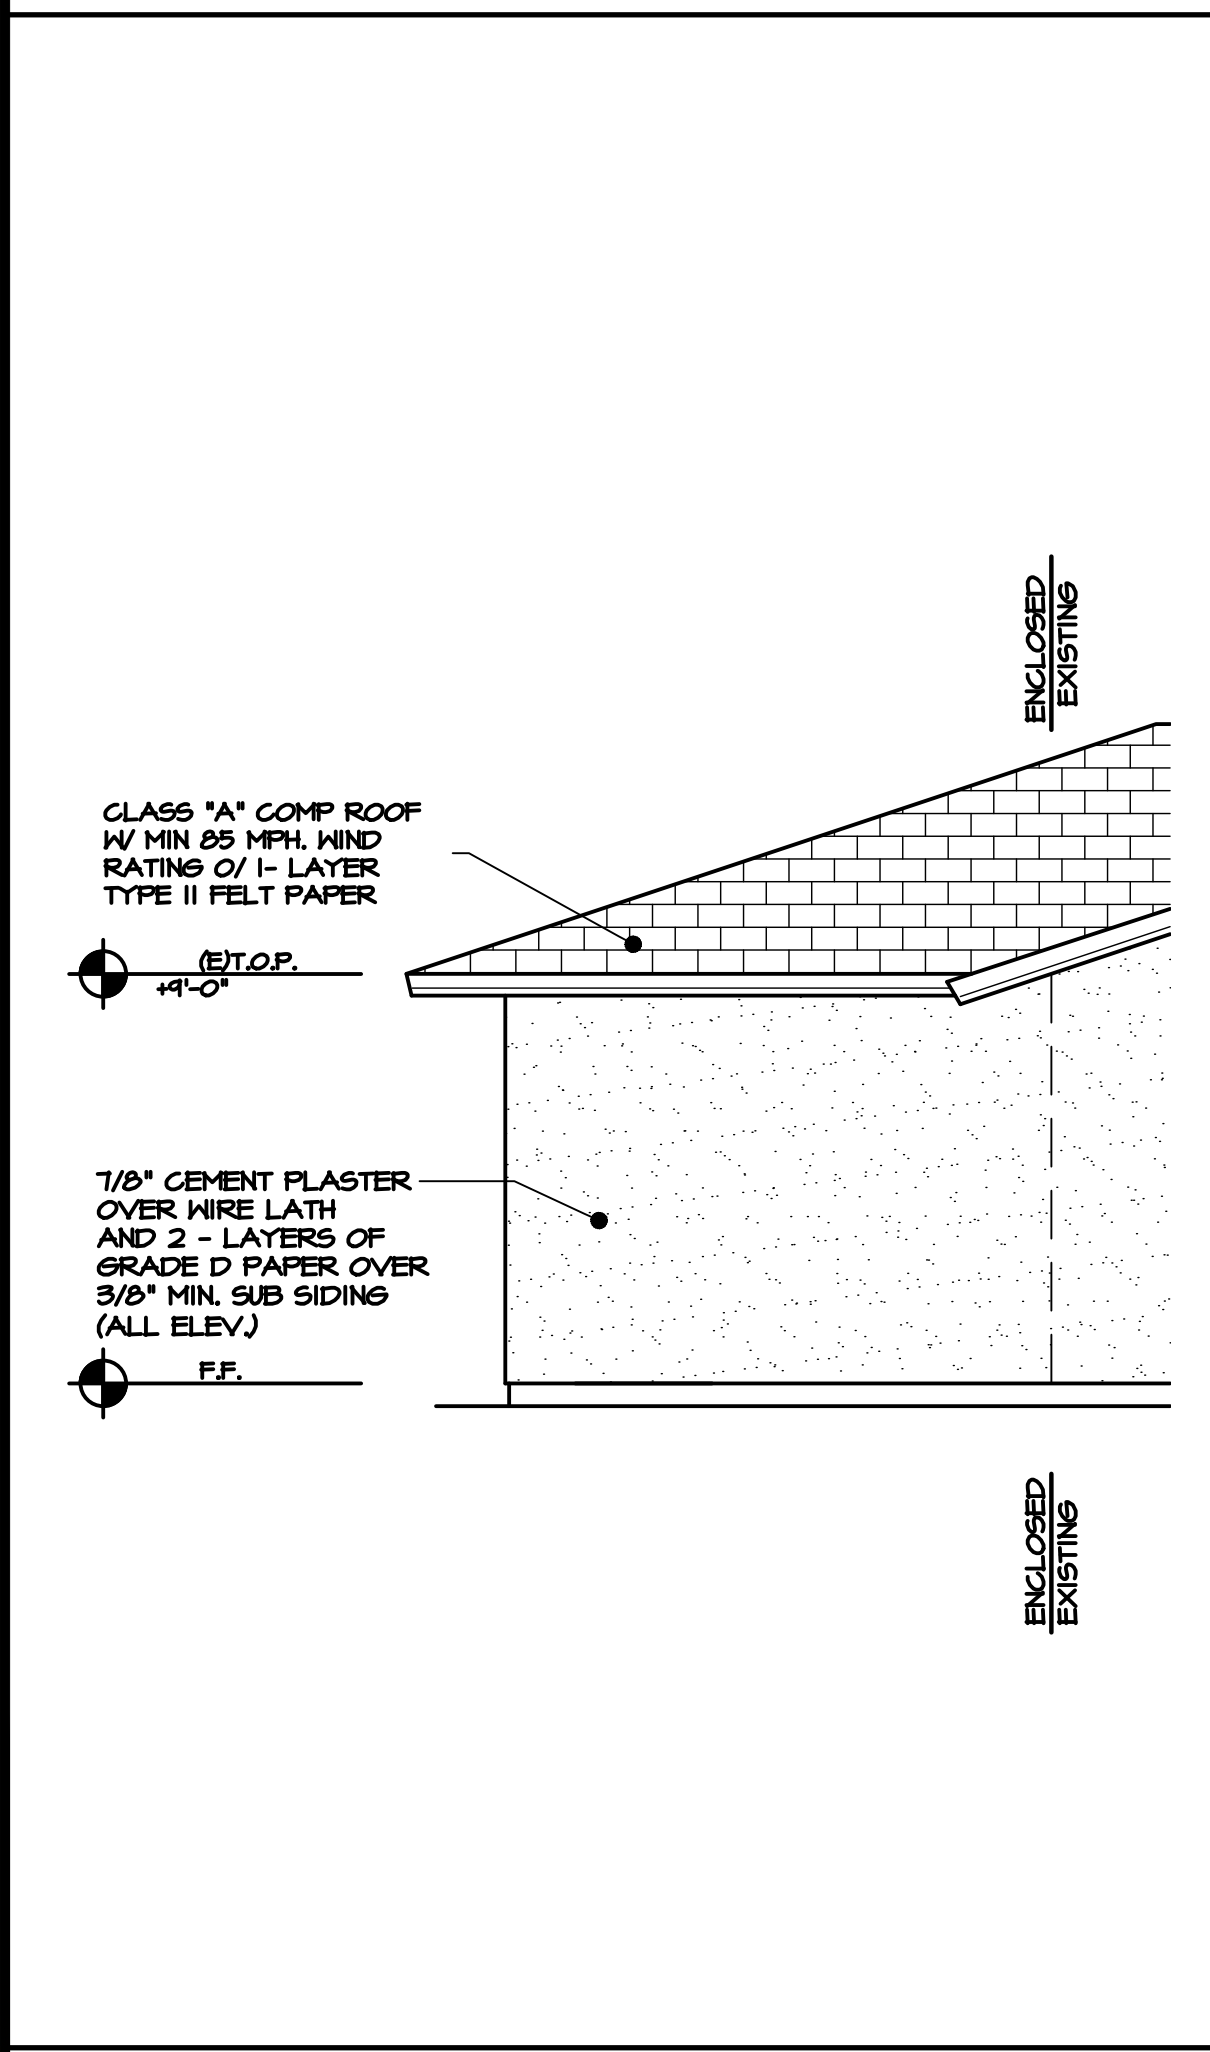 ENCLOSED
EXISTING
CLASS "A" COMP ROOF
W/ MIN 85 MPH. WIND
RATING O/ 1- LAYER
TYPE II FELT PAPER
(E)T.O.P.
+9'-0"
7/8" CEMENT PLASTER
OVER WIRE LATH
AND 2 - LAYERS OF
GRADE D PAPER OVER
3/8" MIN. SUB SIDING
(ALL ELEV.)
F.F.
ENCLOSED
EXISTING